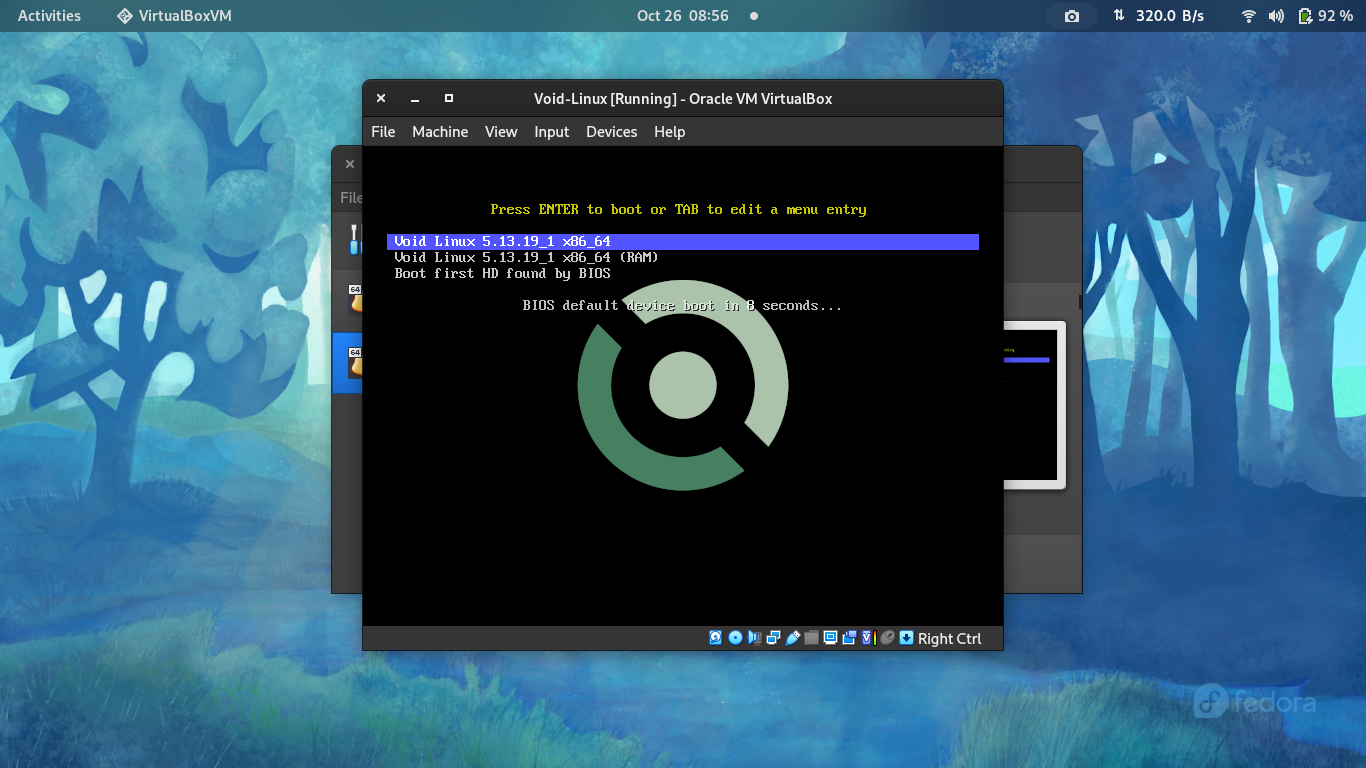 Activities VirtualBoxVM Oct 26 08:56 320.0 B/s 92 %
Void-Linux [Running] - Oracle VM VirtualBox
File Machine View Input Devices Help
File
Press ENTER to boot or TAB to edit a menu entry
Void Linux 5.13.19_1 x86_64
Void Linux 5.13.19_1 x86_64 (RAM)
Boot first HD found by BIOS
64
BIOS default device boot in 8 seconds...
64
Right Ctrl
fedora